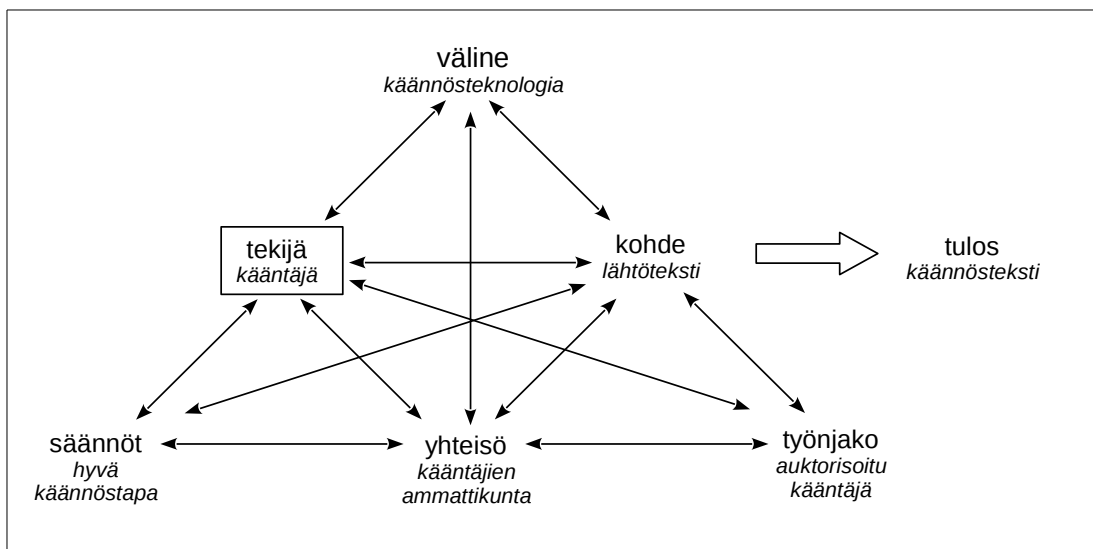 väline
käännösteknologia
tekijä
kääntäjä
kohde
lähtöteksti
tulos
käännösteksti
säännöt
hyvä
käännöstapa
yhteisö
kääntäjien
ammattikunta
työnjako
auktorisoitu
kääntäjä